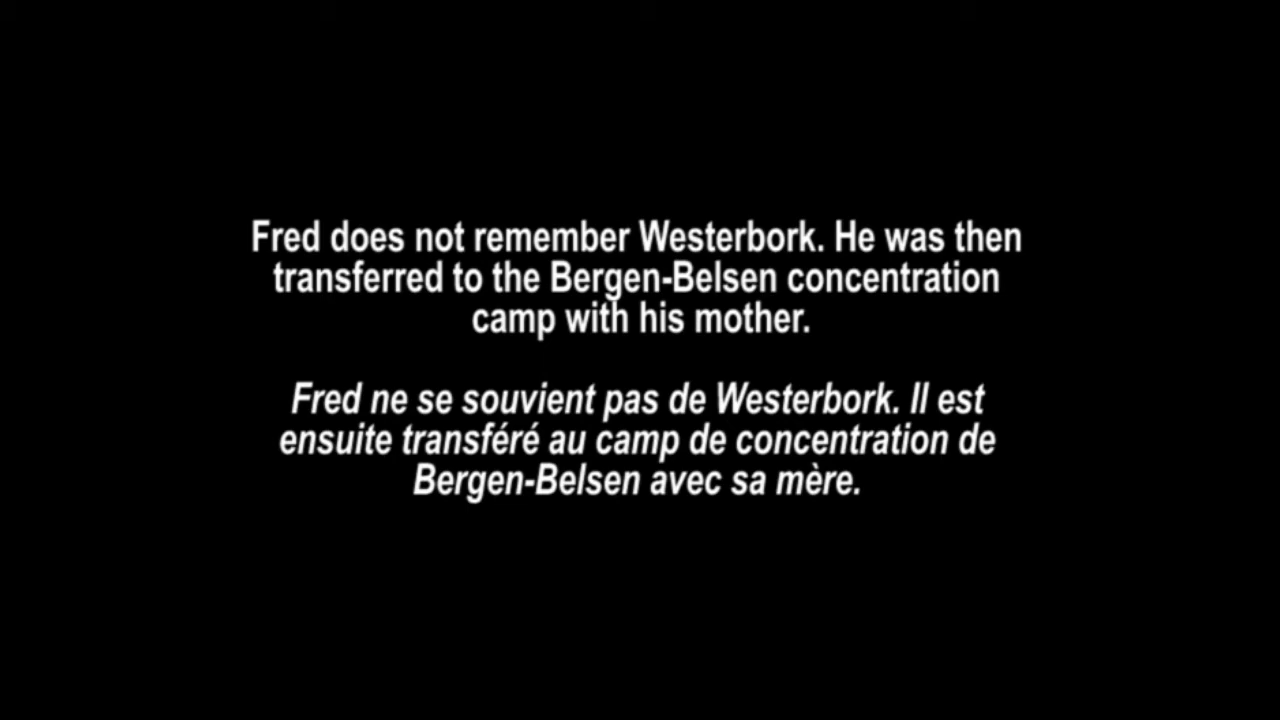 Fred does not remember Westerbork. He was then
transferred to the Bergen-Belsen concentration
camp with his mother.
Fred ne se souvient pas de Westerbork. Il est
ensuite transféré au camp de concentration de
Bergen-Belsen avec sa mère.